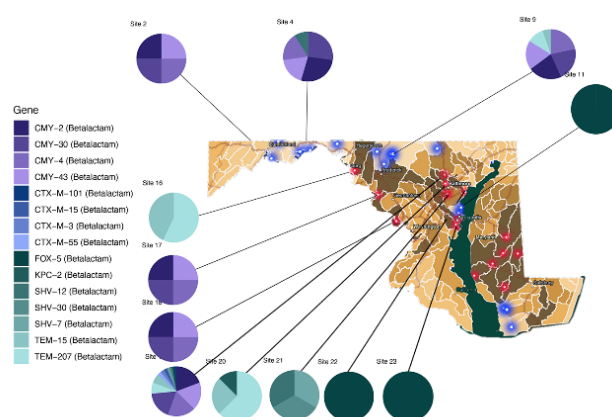 Site 2
Site 4
Site 9
Site 11
Gene
CMY-2 (Betalactam)
CMY-30 (Betalactam)
CMY-4 (Betalactam)
CMY-43 (Betalactam)
CTX-M-101 (Betalactam)
CTX-M-15 (Betalactam)
CTX-M-3 (Betalactam)
CTX-M-55 (Betalactam)
FOX-5 (Betalactam)
KPC-2 (Betalactam)
SHV-12 (Betalactam)
SHV-30 (Betalactam)
SHV-7 (Betalactam)
TEM-15 (Betalactam)
TEM-207 (Betalactam)
Site 16
Site 17
Site 18
Site
Site 20
Site 21
Site 22
Site 23
Baltimore
Salisbury